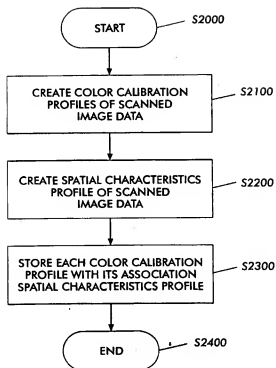 START
S2000
CREATE COLOR CALIBRATION
PROFILES OF SCANNED
IMAGE DATA
S2100
CREATE SPATIAL CHARACTERISTICS
PROFILE OF SCANNED
IMAGE DATA
S2200
STORE EACH COLOR CALIBRATION
PROFILE WITH ITS ASSOCIATION
SPATIAL CHARACTERISTICS PROFILE
S2300
END
S2400